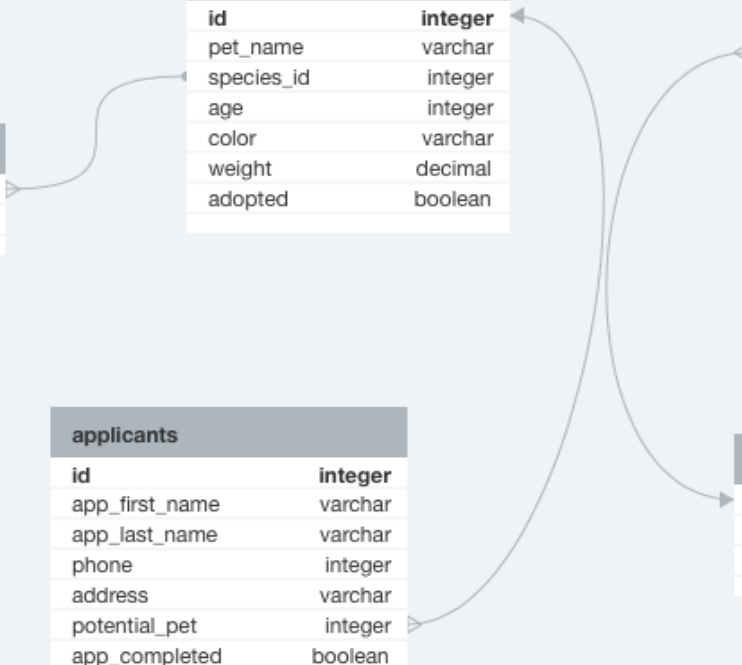 id integer
pet_name varchar
species_id integer
age integer
color varchar
weight decimal
adopted boolean
applicants
id integer
app_first_name varchar
app_last_name varchar
phone integer
address varchar
potential_pet integer
app_completed boolean